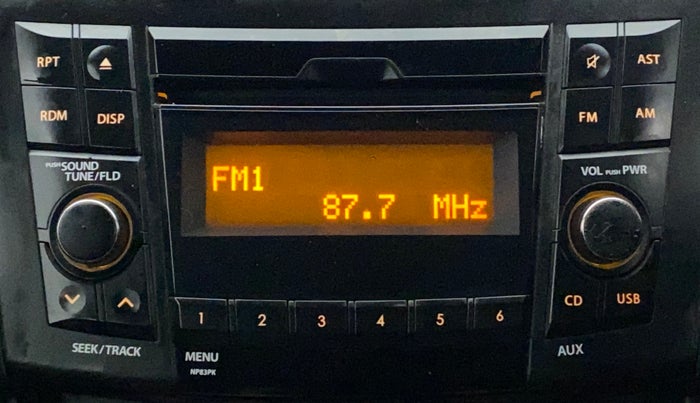 RPT
AST
RDM
DISP
FM
AM
PUSH SOUND
TUNE/FLD
VOL PUSH PWR
FM1
87.7 MHz
CD
USB
1 2 3 4 5 6
SEEK/TRACK
MENU
AUX
NP83PK